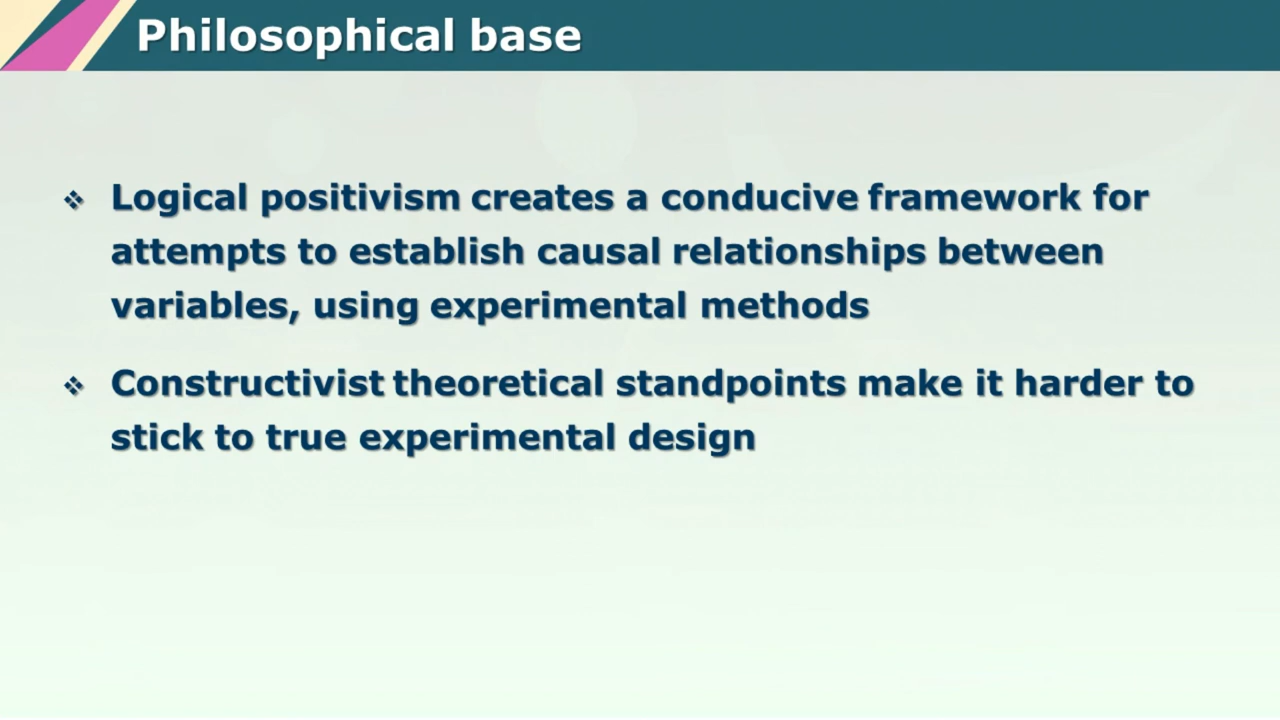 Philosophical base
Logical positivism creates a conducive framework for
attempts to establish causal relationships between
variables, using experimental methods
Constructivist theoretical standpoints make it harder to
stick to true experimental design